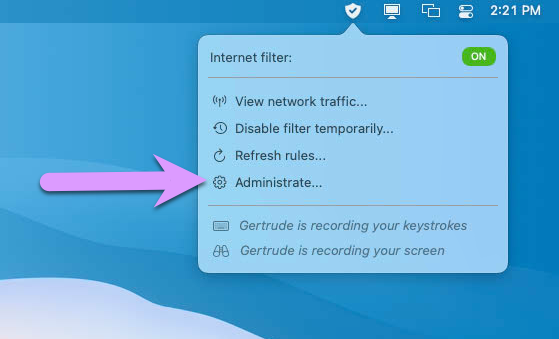 2:21 PM
Internet filter:
ON
View network traffic...
Disable filter temporarily...
Refresh rules...
Administrate...
Gertrude is recording your keystrokes
Gertrude is recording your screen